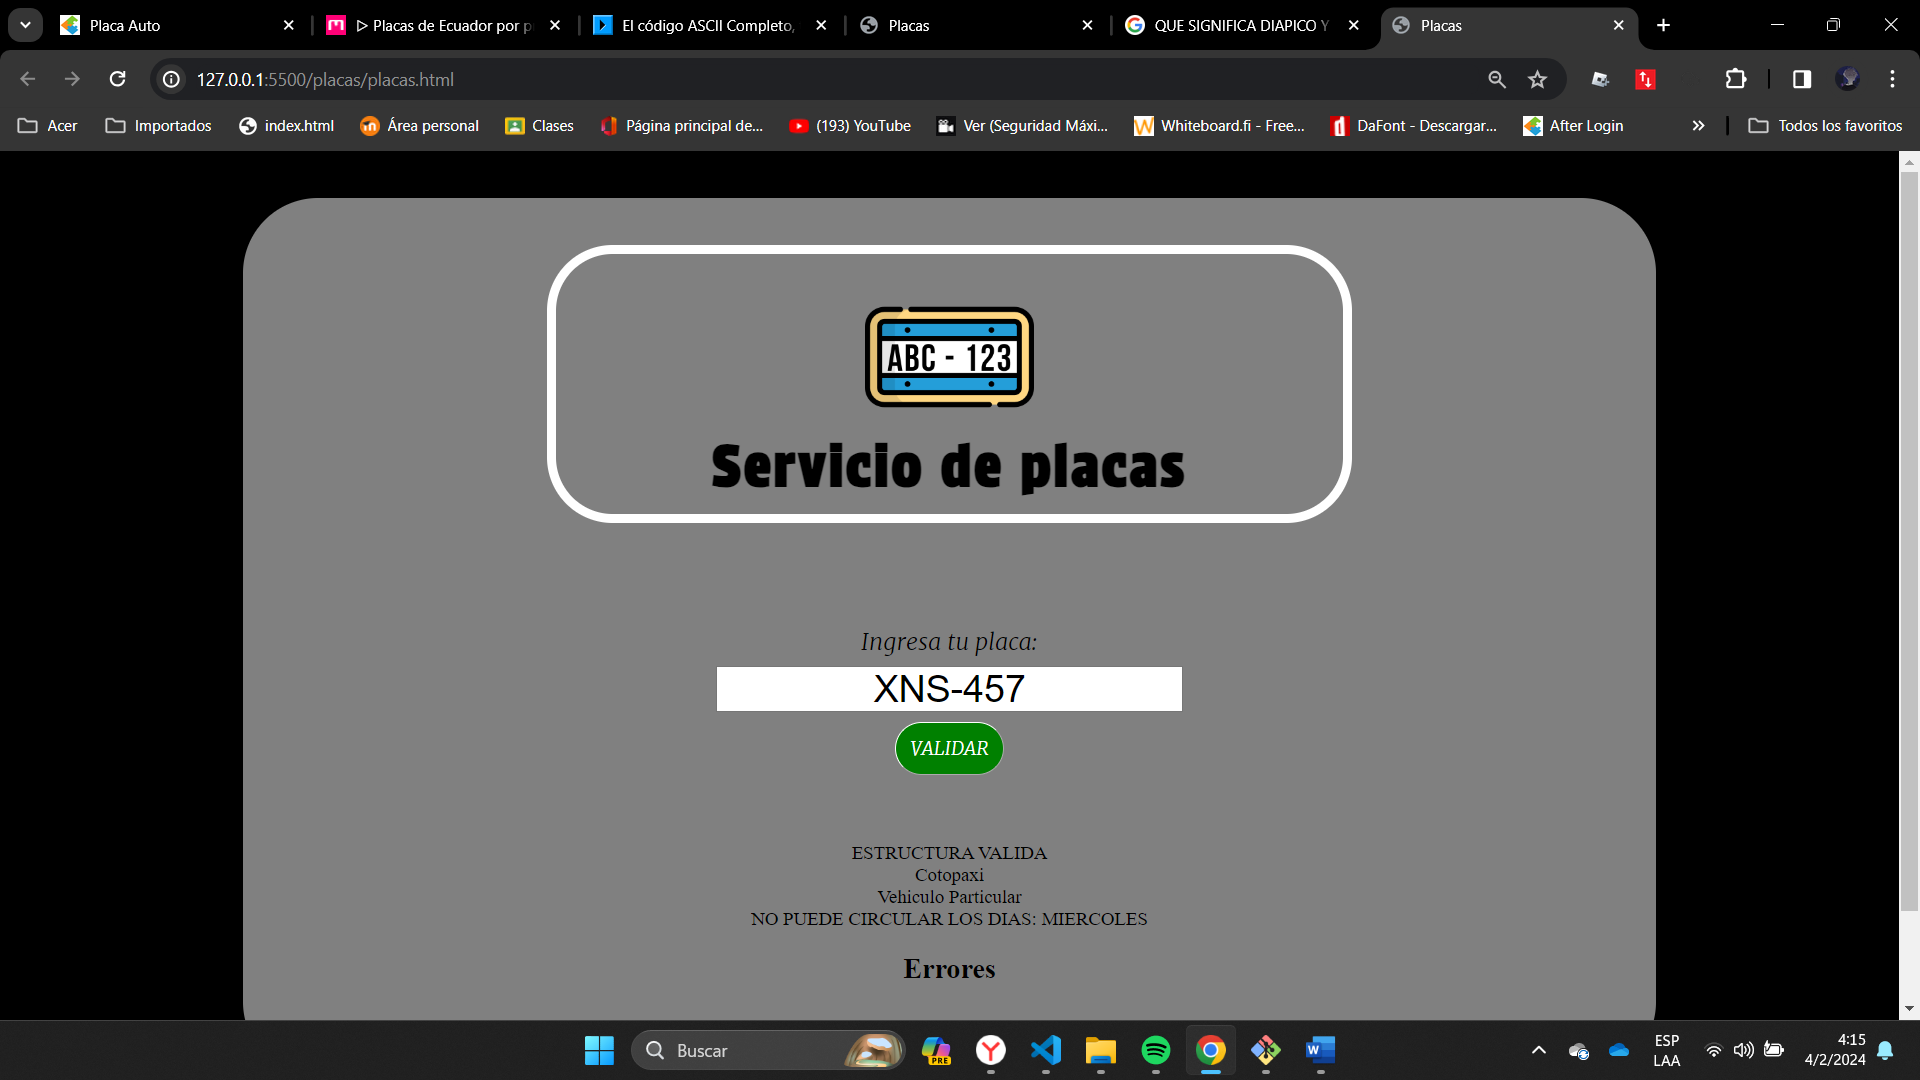 Placa Auto
ᐅ Placas de Ecuador por p
El código ASCII Completo,
Placas
QUE SIGNIFICA DIAPICO Y
Placas
127.0.0.1:5500/placas/placas.html
Acer
Importados
index.html
Área personal
Clases
Página principal de...
(193) YouTube
Ver (Seguridad Máxi...
Whiteboard.fi - Free...
DaFont - Descargar...
After Login
»
Todos los favoritos
ABC - 123
Servicio de placas
Ingresa tu placa:
XNS-457
VALIDAR
ESTRUCTURA VALIDA
Cotopaxi
Vehiculo Particular
NO PUEDE CIRCULAR LOS DIAS: MIERCOLES
Errores
Buscar
PRE
ESP
LAA
4:15
4/2/2024